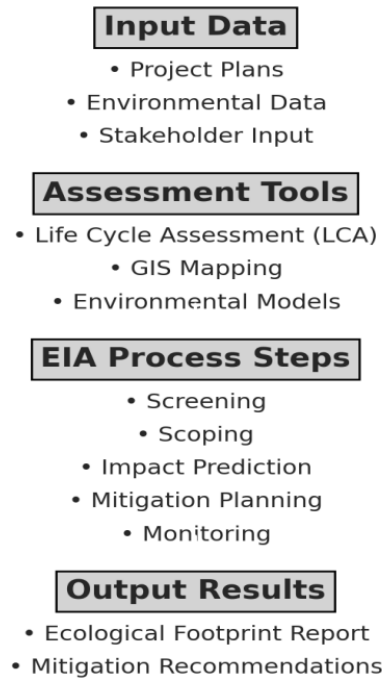 Input Data
• Project Plans
• Environmental Data
• Stakeholder Input
Assessment Tools
• Life Cycle Assessment (LCA)
• GIS Mapping
• Environmental Models
EIA Process Steps
• Screening
• Scoping
• Impact Prediction
• Mitigation Planning
• Monitoring
Output Results
• Ecological Footprint Report
• Mitigation Recommendations